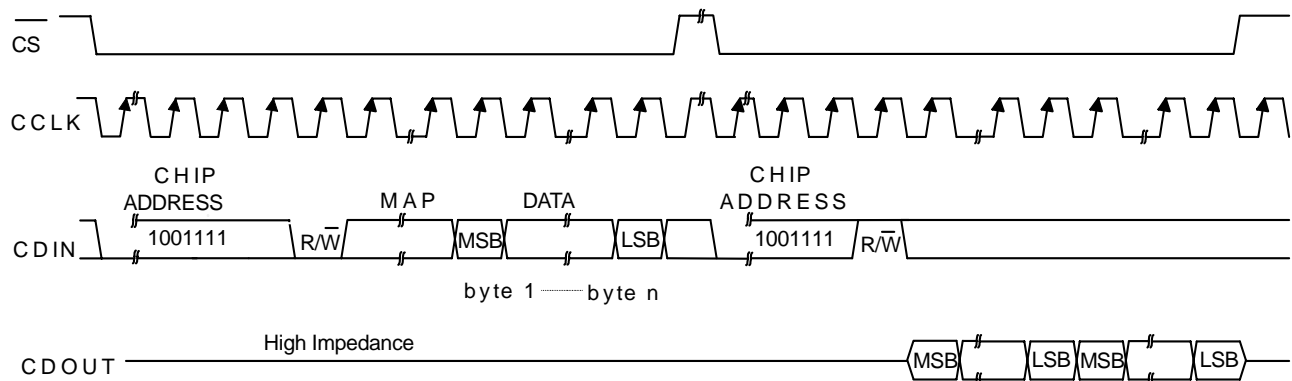 CS
CCLK
CHIP
ADDRESS
MAP
DATA
CHIP
ADDRESS
CDIN
1001111
R/W
MSB
LSB
1001111
R/W
byte 1
byte n
High Impedance
CDOUT
MSB
LSB
MSB
LSB